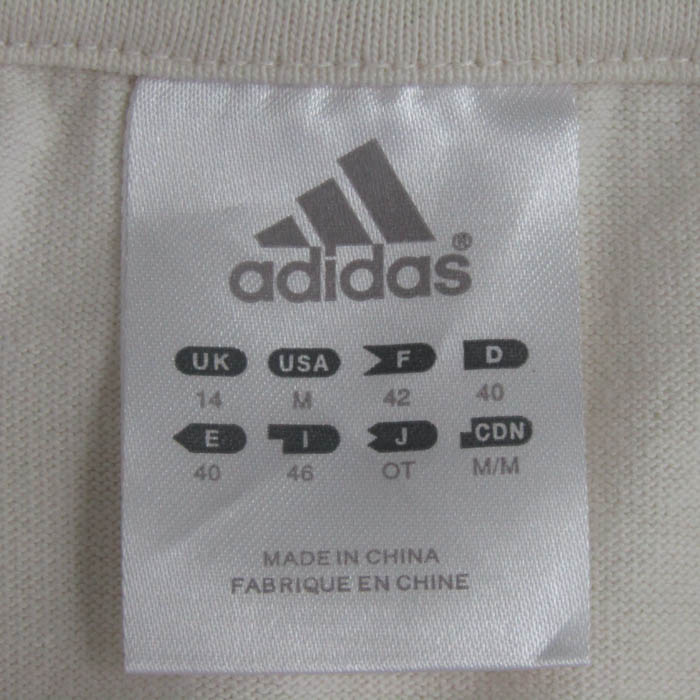 adidas®
UK USA F D
14 M 42 40
E I J CDN
40 46 OT M/M
MADE IN CHINA
FABRIQUE EN CHINE